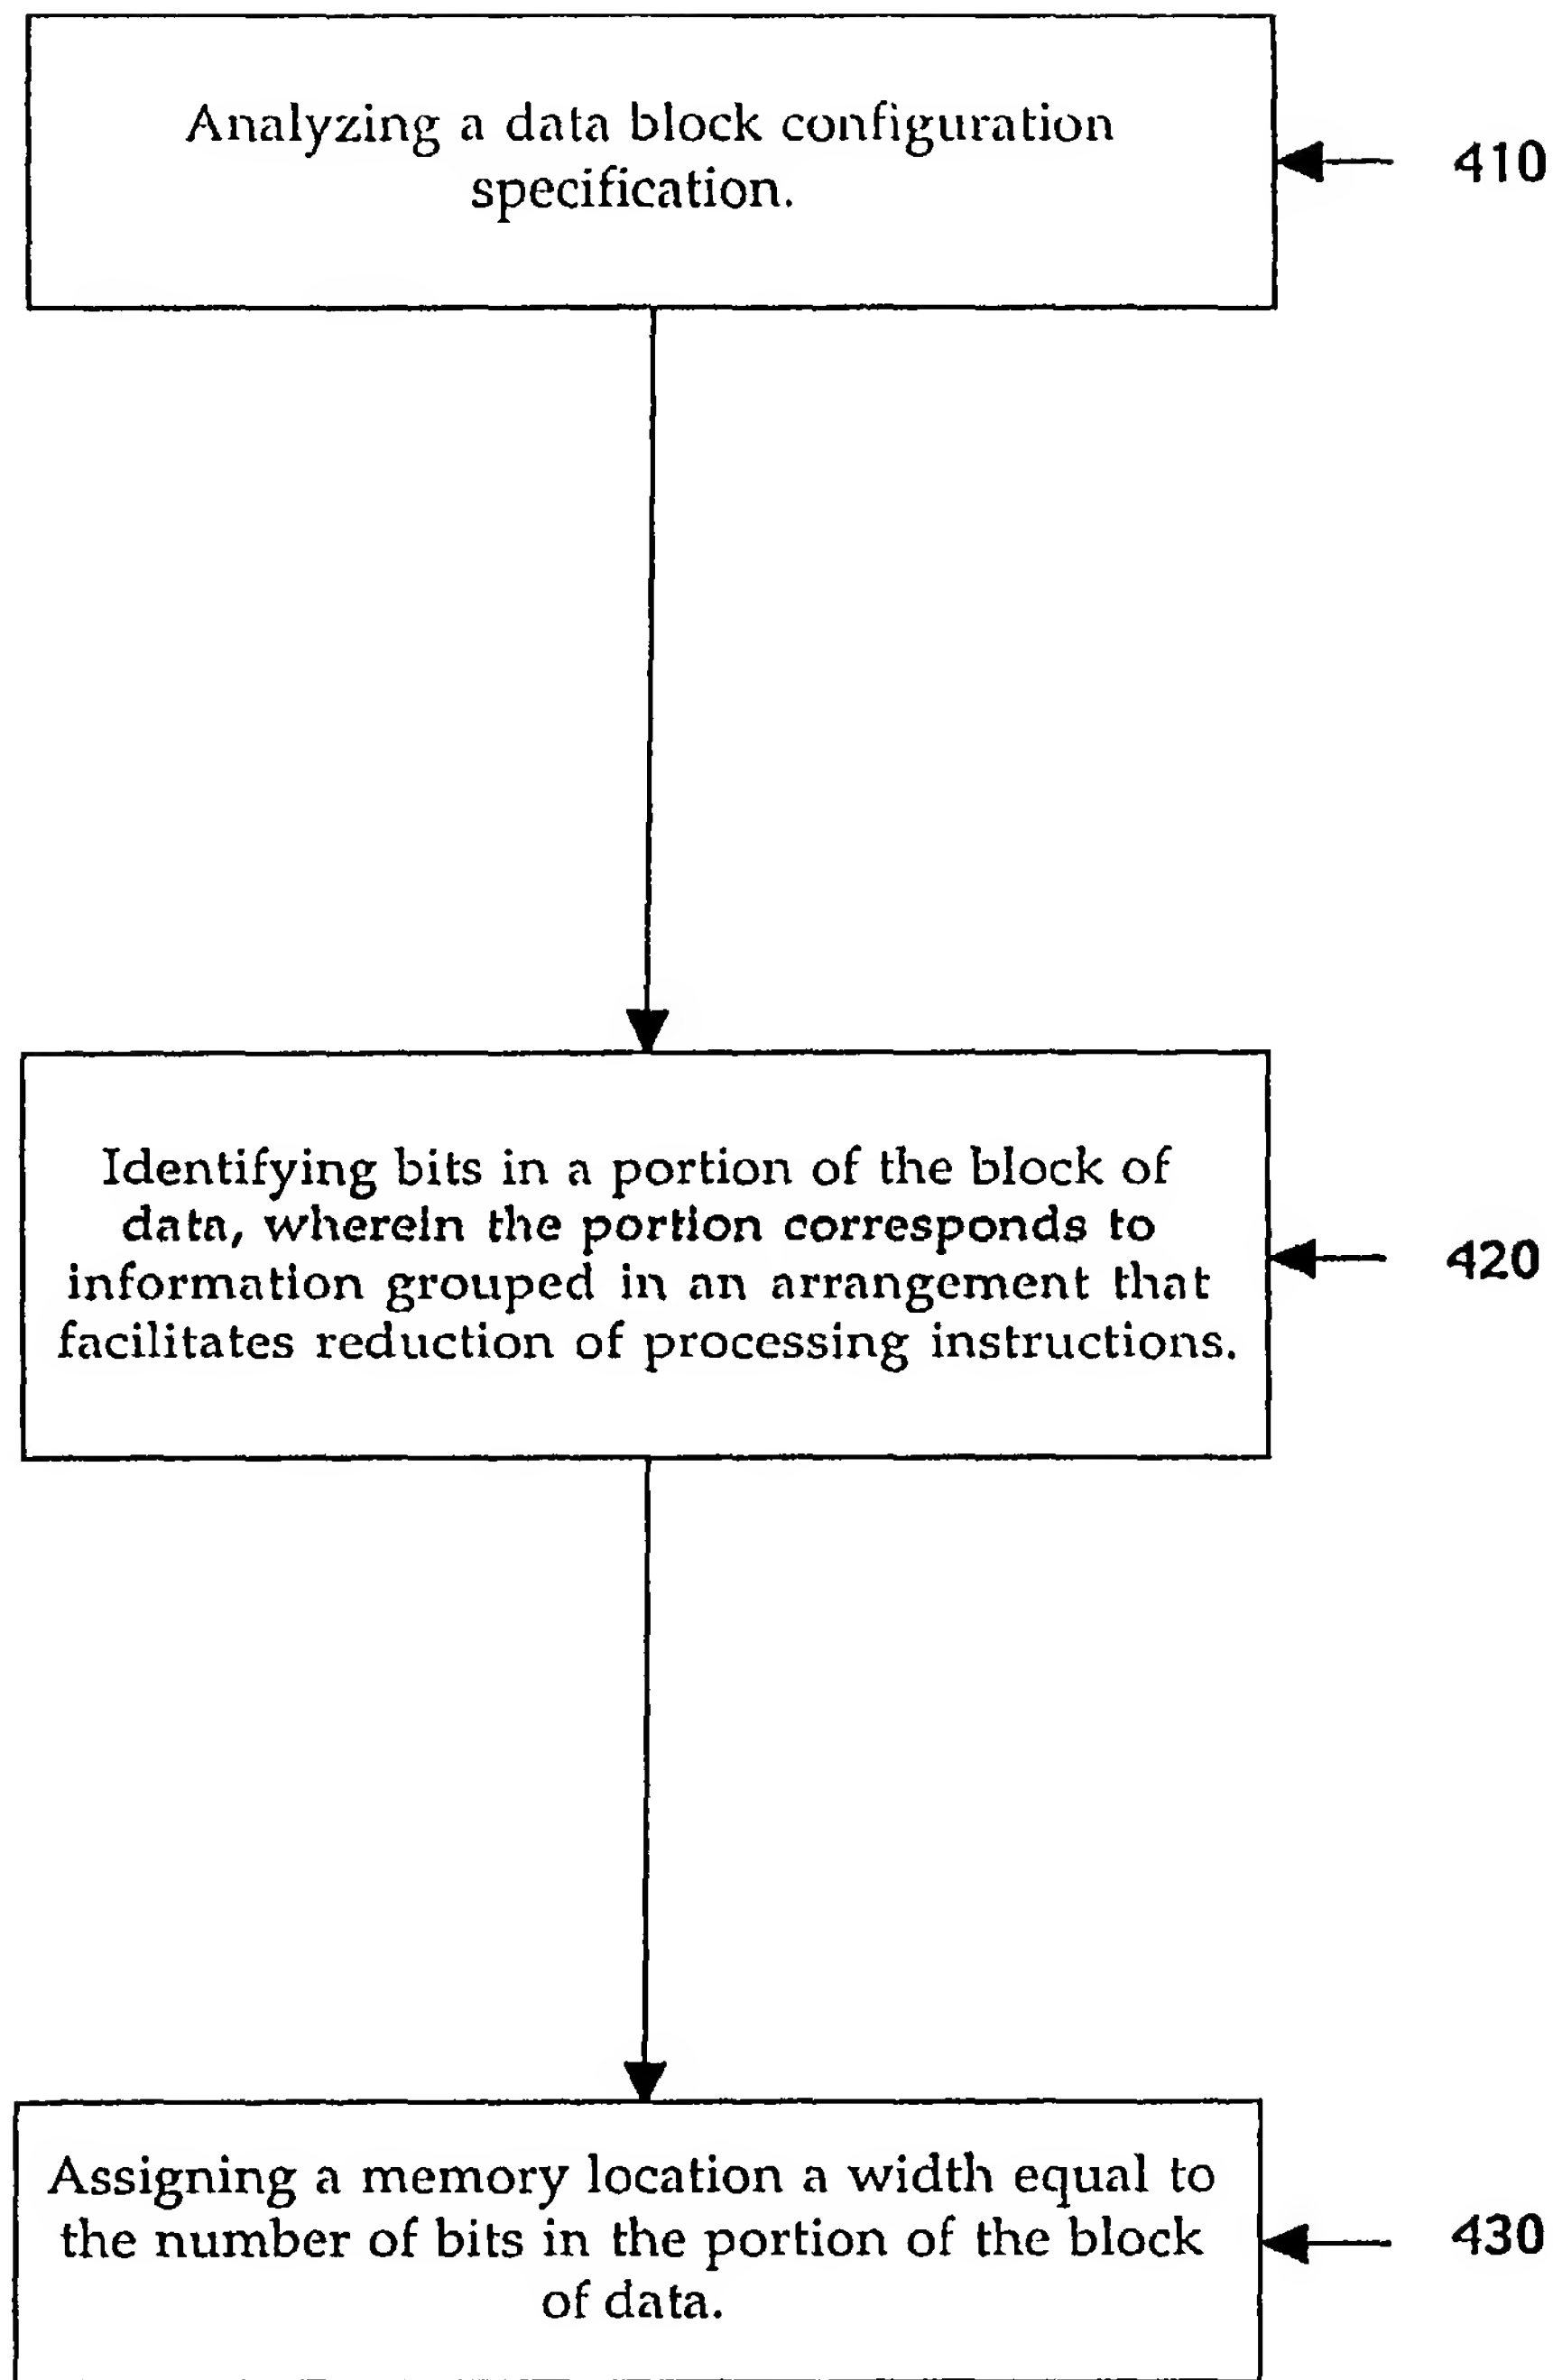 Analyzing a data block configuration
specification.
410
Identifying bits in a portion of the block of
data, wherein the portion corresponds to
information grouped in an arrangement that
facilitates reduction of processing instructions.
420
Assigning a memory location a width equal to
the number of bits in the portion of the block
of data.
430